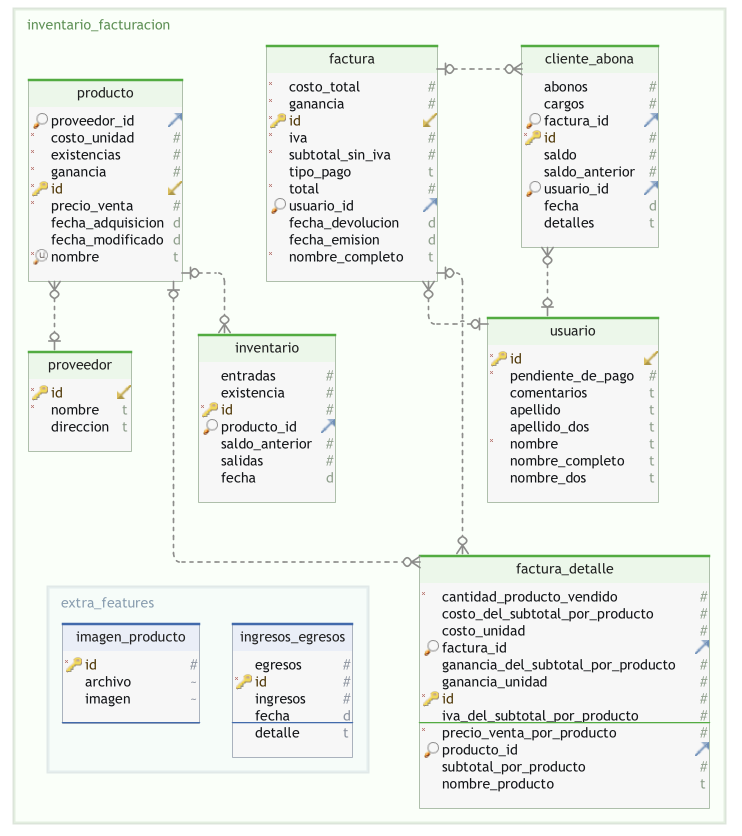 inventario_facturacion
producto
proveedor_id
costo_unidad #
existencias #
ganancia #
id
precio_venta #
fecha_adquisicion d
fecha_modificado d
u nombre t
factura
costo_total #
ganancia #
id
iva #
subtotal_sin_iva #
tipo_pago t
total #
usuario_id
fecha_devolucion d
fecha_emision d
nombre_completo t
cliente_abona
abonos #
cargos #
factura_id
id #
saldo #
saldo_anterior #
usuario_id
fecha d
detalles t
proveedor
id
nombre t
direccion t
inventario
entradas #
existencia #
id #
producto_id
saldo_anterior #
salidas #
fecha d
usuario
id
pendiente_de_pago #
comentarios t
apellido t
apellido_dos t
nombre t
nombre_completo t
nombre_dos t
factura_detalle
cantidad_producto_vendido #
costo_del_subtotal_por_producto #
costo_unidad #
factura_id
ganancia_del_subtotal_por_producto #
ganancia_unidad #
id #
iva_del_subtotal_por_producto #
precio_venta_por_producto #
producto_id
subtotal_por_producto #
nombre_producto t
extra_features
imagen_producto
id #
archivo ~
imagen ~
ingresos_egresos
egresos #
id #
ingresos #
fecha d
detalle t